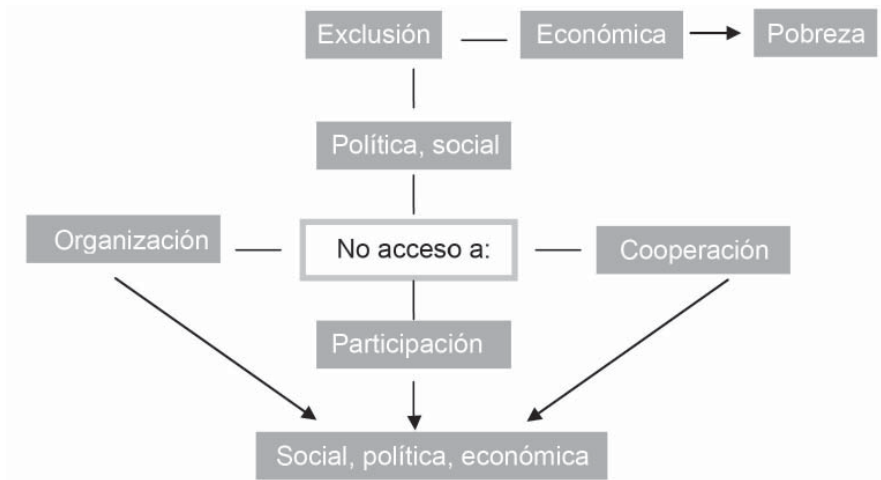 Exclusión
Económica
Pobreza
Política, social
Organización
No acceso a:
Cooperación
Participación
Social, política, económica